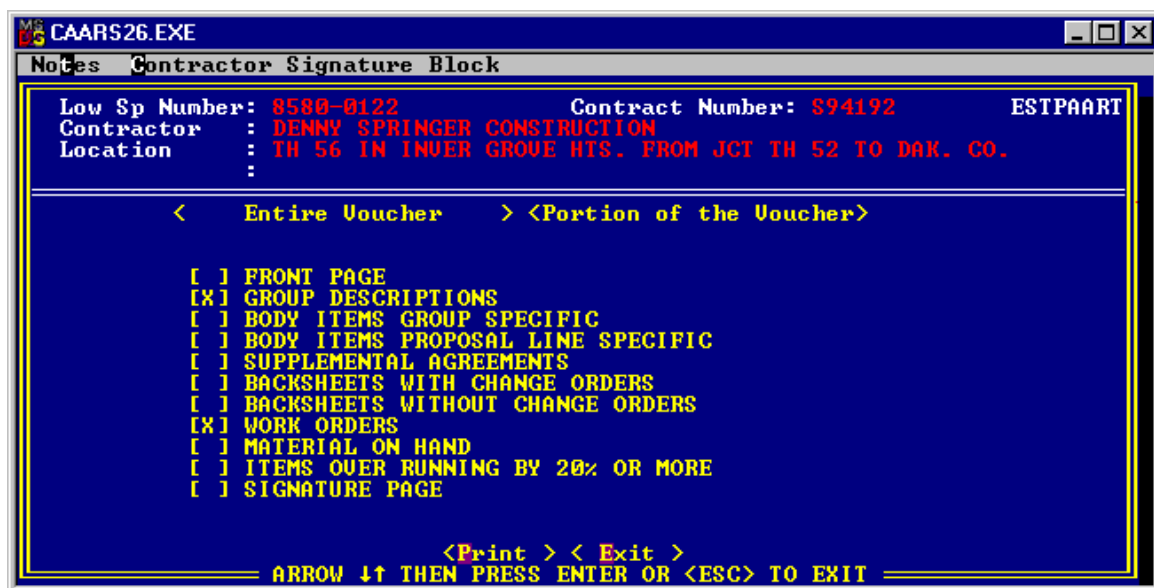 CAARS26.EXE
Notes Contractor Signature Block
Low Sp Number: 8580-0122 Contract Number: S94192 ESTPAART
Contractor : DENNY SPRINGER CONSTRUCTION
Location : TH 56 IN INVER GROVE HTS. FROM JCT TH 52 TO DAK. CO.
:
< Entire Voucher > <Portion of the Voucher>
[ ] FRONT PAGE
[X] GROUP DESCRIPTIONS
[ ] BODY ITEMS GROUP SPECIFIC
[ ] BODY ITEMS PROPOSAL LINE SPECIFIC
[ ] SUPPLEMENTAL AGREEMENTS
[ ] BACKSHEETS WITH CHANGE ORDERS
[ ] BACKSHEETS WITHOUT CHANGE ORDERS
[X] WORK ORDERS
[ ] MATERIAL ON HAND
[ ] ITEMS OVER RUNNING BY 20% OR MORE
[ ] SIGNATURE PAGE
<Print > < Exit >
ARROW ↓↑ THEN PRESS ENTER OR <ESC> TO EXIT